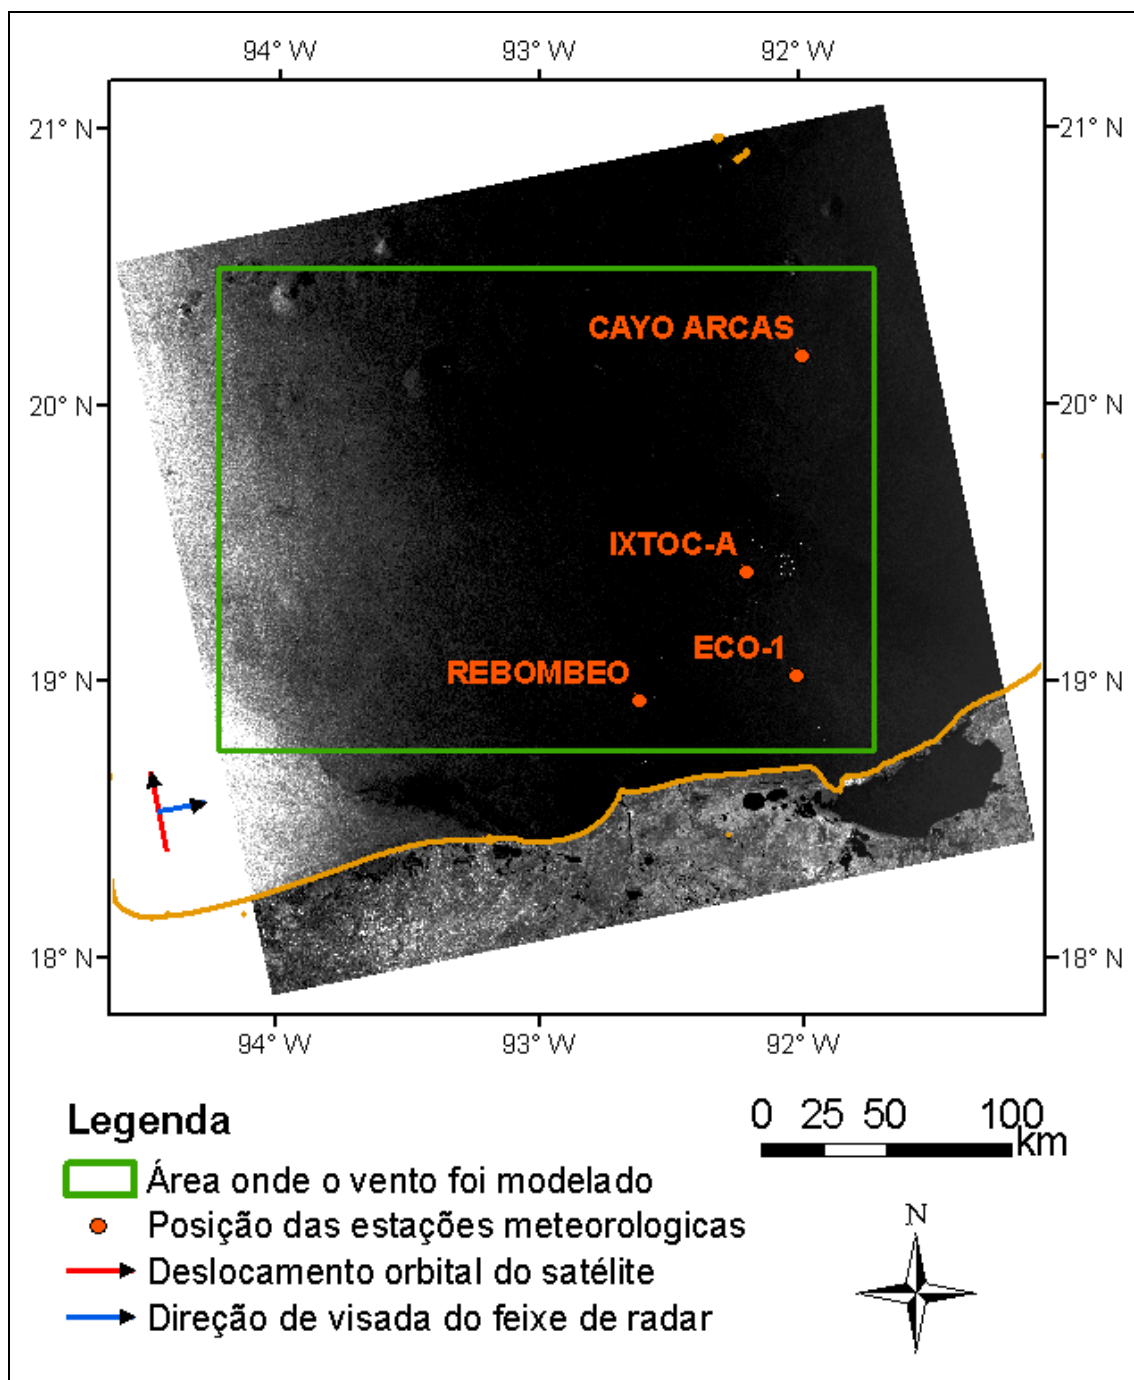 94° W 93° W 92° W
21° N 21° N
CAYO ARCAS
20° N 20° N
IXTOC-A
ECO-1
REBOMBEO
19° N 19° N
18° N 18° N
94° W 93° W 92° W
Legenda
0 25 50 100
km
Área onde o vento foi modelado
Posição das estações meteorologicas
N
Deslocamento orbital do satélite
Direção de visada do feixe de radar